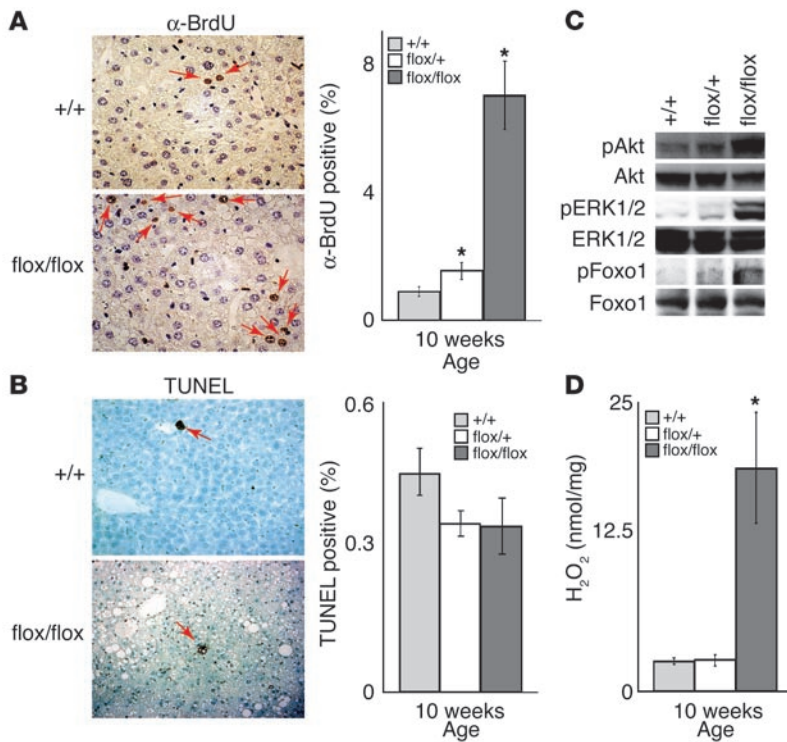 A
α-BrdU
+/+
flox/flox
α-BrdU positive (%)
8
4
0
+/+
flox/+
flox/flox
*
*
10 weeks
Age
C
+/+
flox/+
flox/flox
pAkt
Akt
pERK1/2
ERK1/2
pFoxo1
Foxo1
B
TUNEL
+/+
flox/flox
TUNEL positive (%)
0.6
0.3
0
+/+
flox/+
flox/flox
10 weeks
Age
D
H₂O₂ (nmol/mg)
25
12.5
0
+/+
flox/+
flox/flox
*
10 weeks
Age